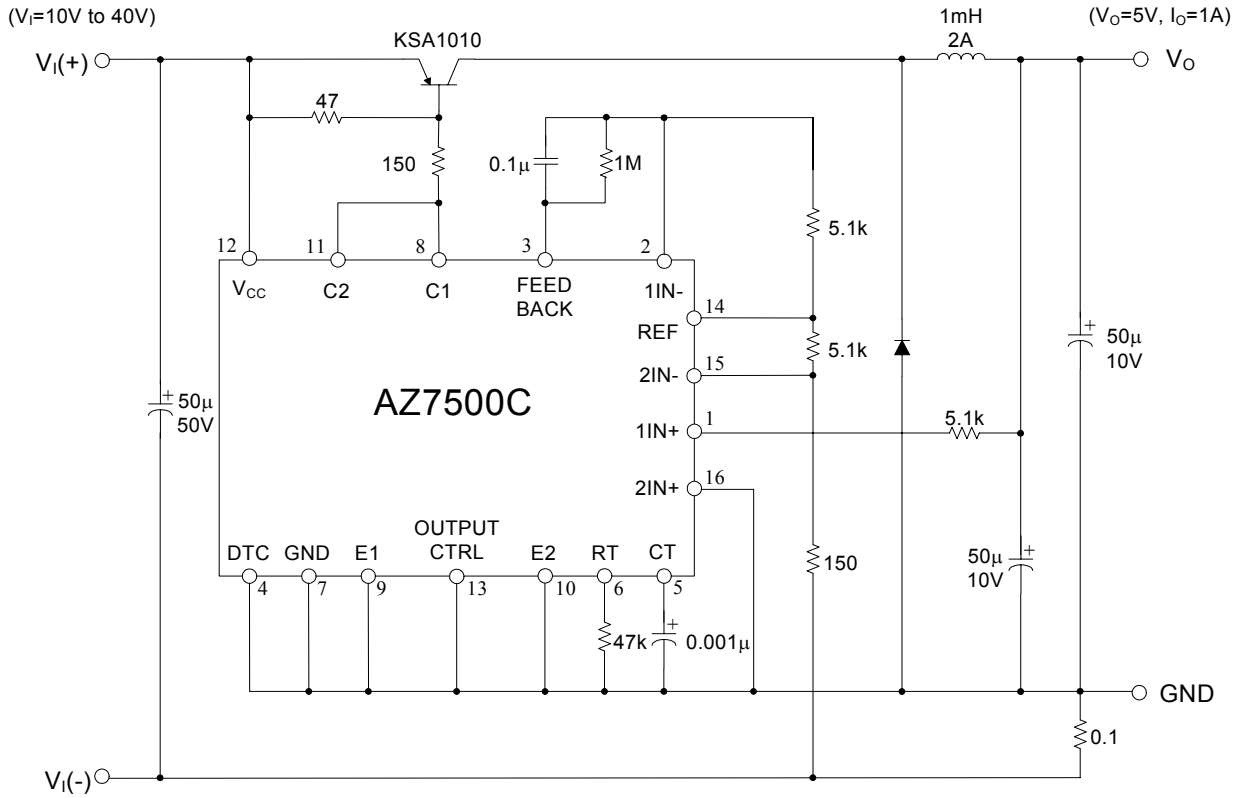 (VI=10V to 40V)
1mH
2A
(VO=5V, IO=1A)
VI(+)
KSA1010
VO
47
150
0.1μ
1M
5.1k
12
11
8
3
2
VCC
C2
C1
FEED
BACK
1IN-
14
REF
5.1k
2IN-
15
50μ
10V
AZ7500C
50μ
50V
1IN+
1
5.1k
2IN+
16
OUTPUT
CTRL
DTC
GND
E1
E2
RT
CT
150
50μ
10V
4
7
9
13
10
6
5
47k
0.001μ
GND
0.1
VI(-)